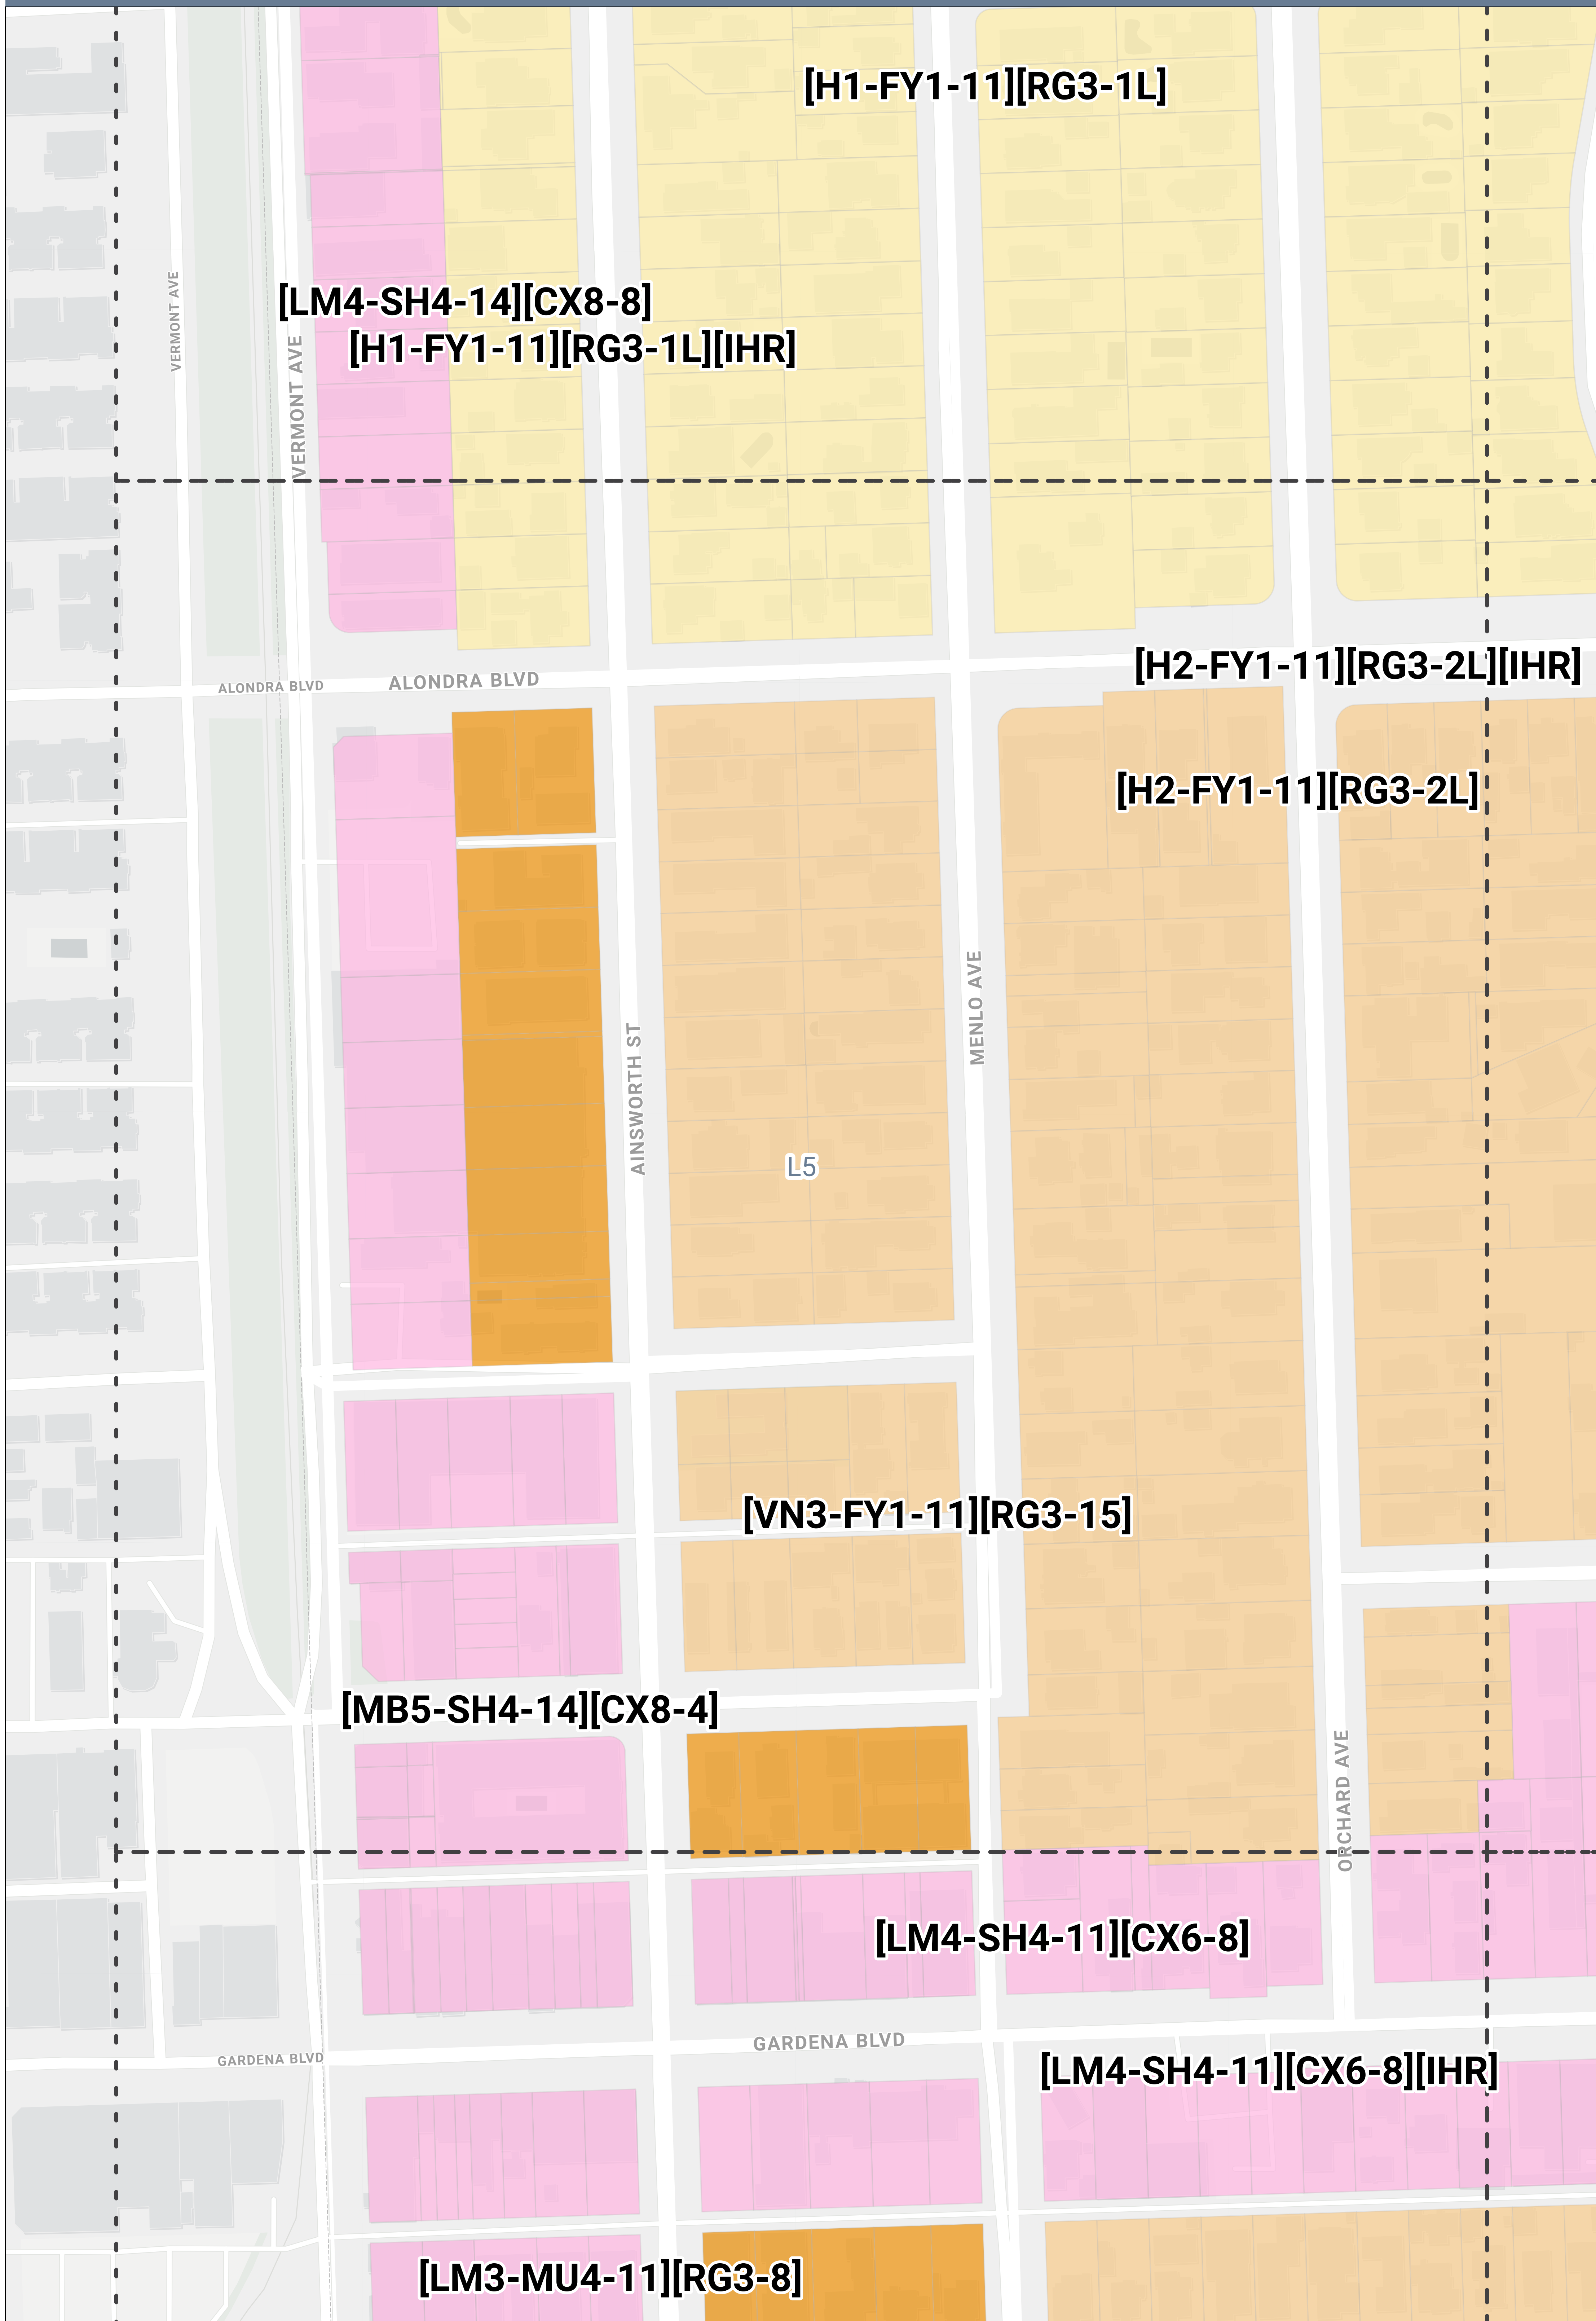 [H1-FY1-11][RG3-1L]
VERMONT AVE
[LM4-SH4-14][CX8-8]
[H1-FY1-11][RG3-1L][IHR]
VERMONT AVE
[H2-FY1-11][RG3-2L][IHR]
ALONDRA BLVD
ALONDRA BLVD
[H2-FY1-11][RG3-2L]
MENLO AVE
AINSWORTH ST
L5
[VN3-FY1-11][RG3-15]
[MB5-SH4-14][CX8-4]
ORCHARD AVE
[LM4-SH4-11][CX6-8]
GARDENA BLVD
GARDENA BLVD
[LM4-SH4-11][CX6-8][IHR]
[LM3-MU4-11][RG3-8]